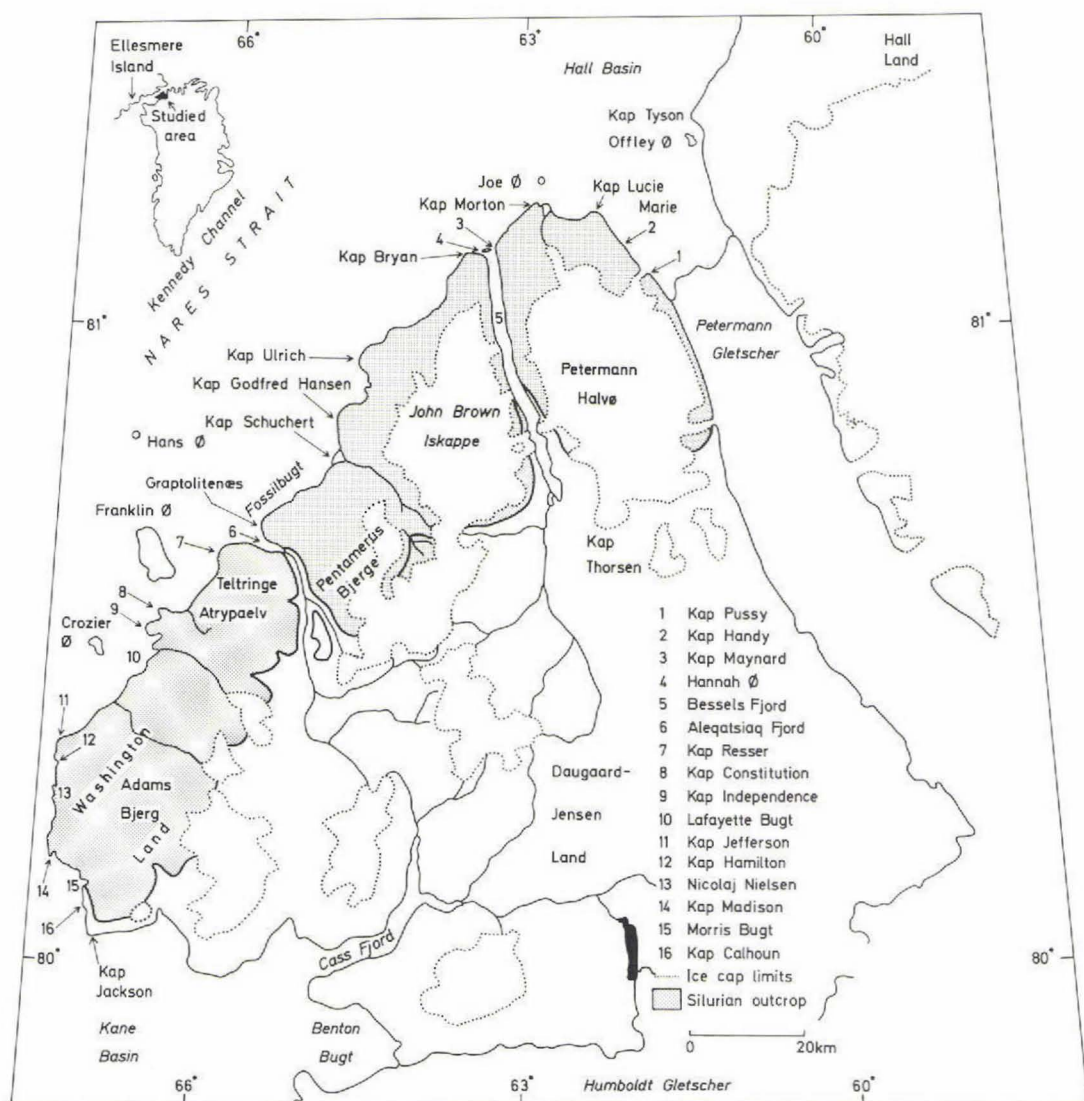 66°
63°
60°
Ellesmere
Island
Studied
area
Hall Basin
Hall
Land
Kap Tyson
Offley Ø
Kennedy Channel
NARES STRAIT
Joe Ø
Kap Lucie
Marie
Kap Morton
3
2
4
Kap Bryan
1
81°
5
81°
Petermann
Gletscher
Kap Ulrich
Petermann
Halvø
Kap Godfred Hansen
John Brown
Iskappe
Kap Schuchert
Hans Ø
Graptolitenæs
Fossilbugt
Franklin Ø
6
7
Pentamerus
Bjerge
Kap
Thorsen
Teltringe
Atrypaelv
8
9
Crozier
Ø
10
11
12
Washington
Land
13
Adams
Bjerg
Daugaard-
Jensen
Land
14
15
16
1 Kap Pussy
2 Kap Handy
3 Kap Maynard
4 Hannah Ø
5 Bessels Fjord
6 Aleqatsiaq Fjord
7 Kap Resser
8 Kap Constitution
9 Kap Independence
10 Lafayette Bugt
11 Kap Jefferson
12 Kap Hamilton
13 Nicolaj Nielsen
14 Kap Madison
15 Morris Bugt
16 Kap Calhoun
Ice cap limits
Silurian outcrop
0 20km
80°
80°
Cass Fjord
Kap
Jackson
Kane
Basin
Benton
Bugt
66°
63°
Humboldt Gletscher
60°